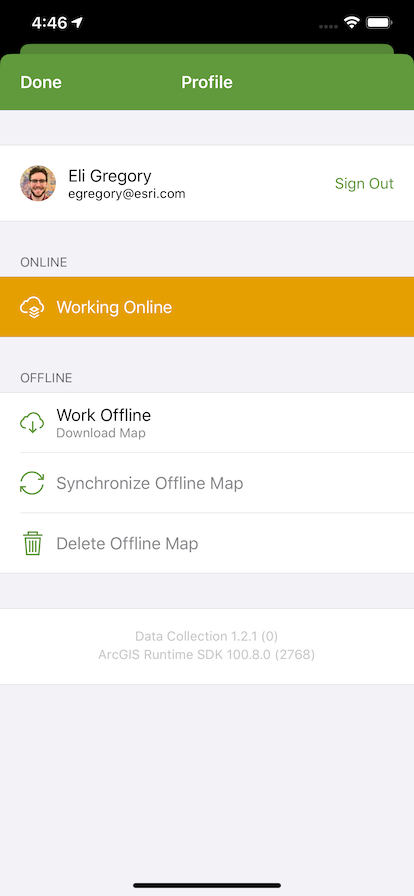 4:46
Done
Profile
Eli Gregory
egregory@esri.com
Sign Out
ONLINE
Working Online
OFFLINE
Work Offline
Download Map
Synchronize Offline Map
Delete Offline Map
Data Collection 1.2.1 (0)
ArcGIS Runtime SDK 100.8.0 (2768)